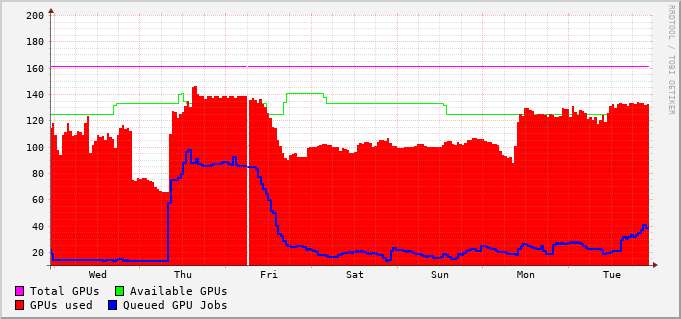 200
180
160
140
120
100
80
60
40
20
Wed Thu Fri Sat Sun Mon Tue
Total GPUs Available GPUs
GPUs used Queued GPU Jobs
RRDTOOL / TOBI OETIKER